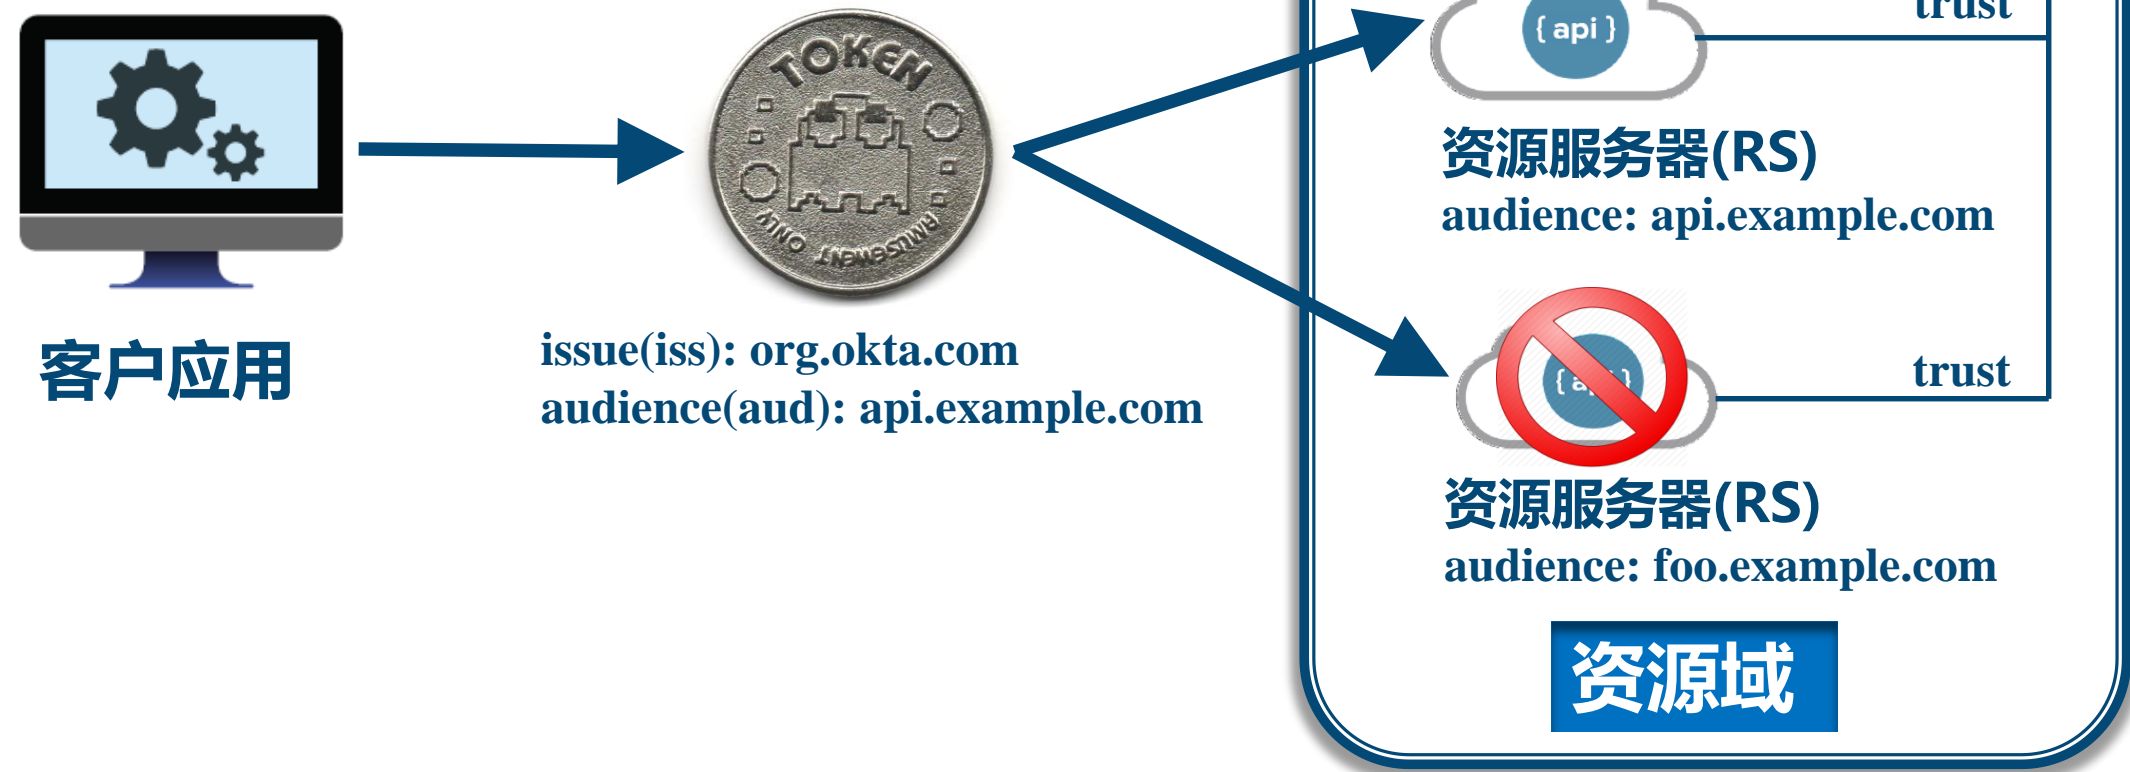 trust
{ api }
TOKEN
AMUSEMENT ONLY
资源服务器(RS)
audience: api.example.com
客户应用
issue(iss): org.okta.com
audience(aud): api.example.com
trust
资源服务器(RS)
audience: foo.example.com
资源域